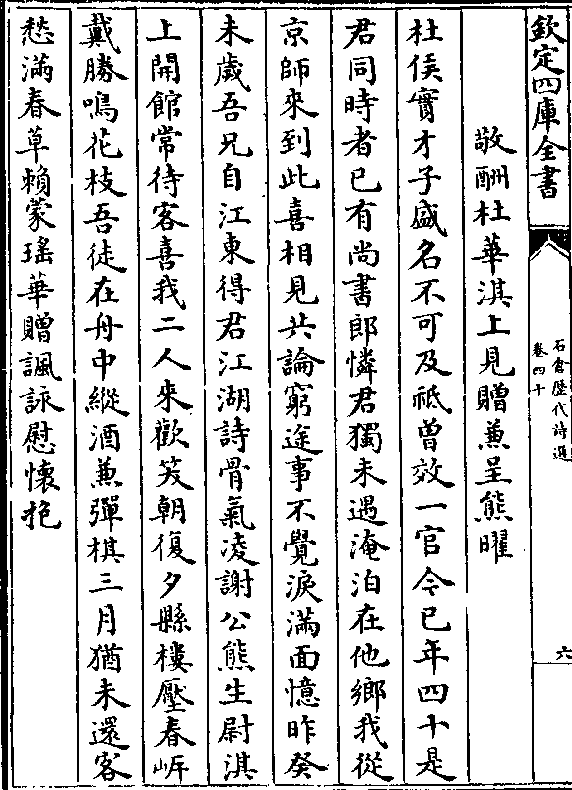 欽定四庫全書
石倉歷代詩選
卷四十
六
敬酬杜華淇上見贈兼呈熊曜
杜侯實才子盛名不可及祗曾效一官今已年四十是
君同時者已有尚書郎憐君獨未遇淹泊在他鄉我從
京師來到此喜相見共論窮途事不覺淚滿面憶昨癸
未歲吾兄自江東得君江湖詩骨氣凌謝公熊生尉淇
上開館常待客喜我二人來歡笑朝復夕縣樓壓春岍
戴勝鳴花枝吾徒在舟中縱酒兼彈棋三月猶未還客
愁滿春草賴蒙瑤華贈諷詠慰懷抱